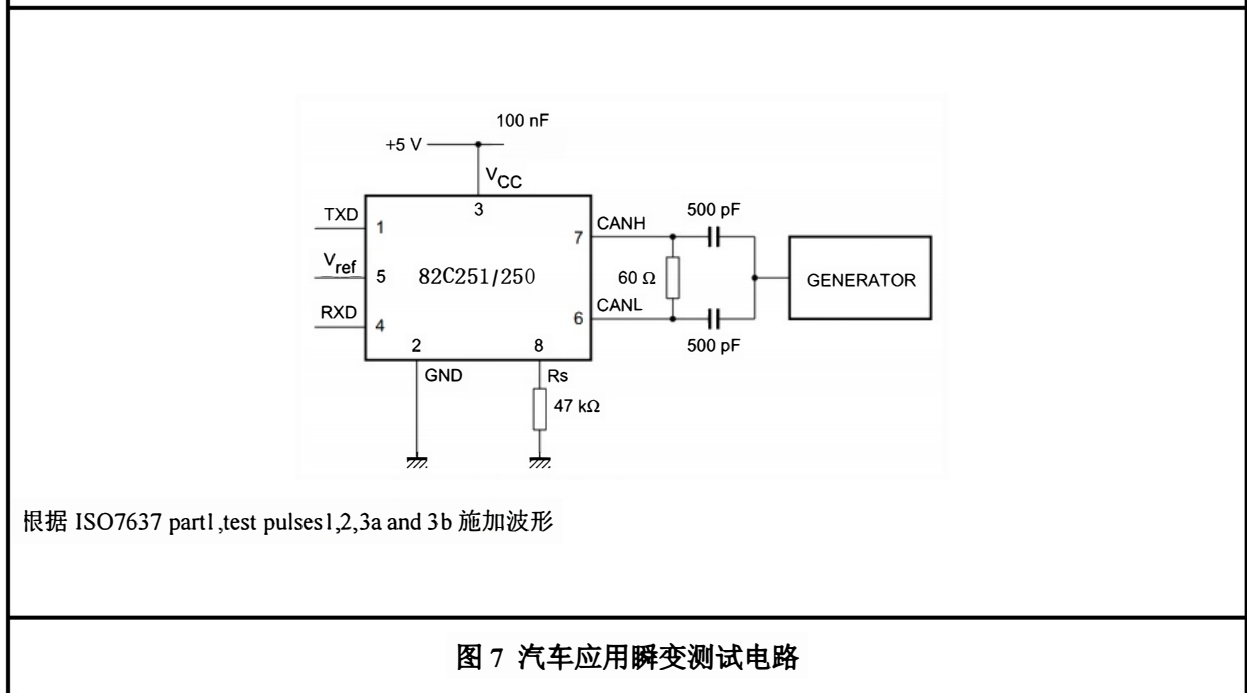 100 nF
+5 V
VCC
3
TXD
1
Vref
5
RXD
4
82C251/250
CANH
7
500 pF
60 Ω
CANL
6
500 pF
GENERATOR
2
GND
8
Rs
47 kΩ
根据 ISO7637 part1,test pulses1,2,3a and 3b 施加波形
图 7 汽车应用瞬变测试电路